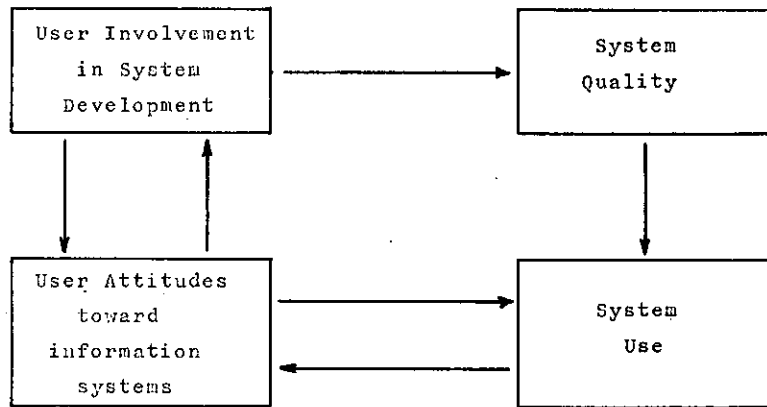 User Involvement
in System
Development
System
Quality
User Attitudes
toward
information
systems
System
Use